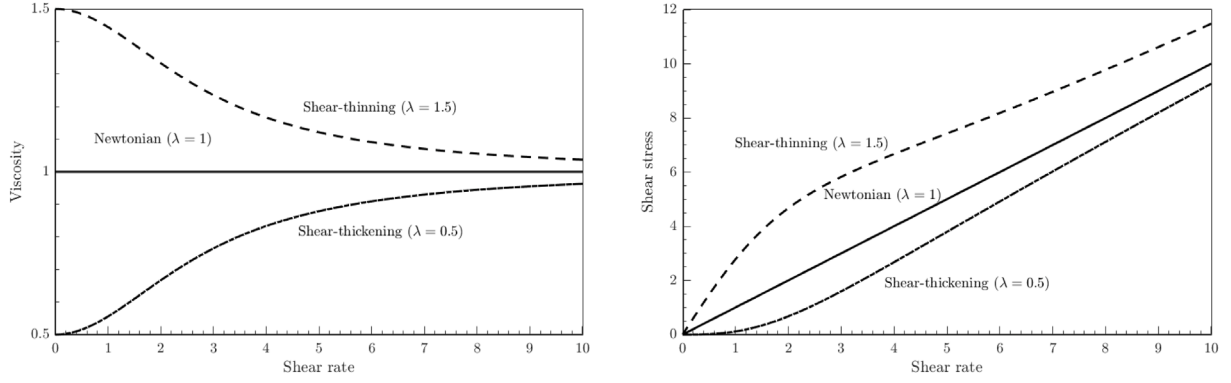 1.5
1
0.5
Viscosity
Shear-thinning (λ = 1.5)
Newtonian (λ = 1)
Shear-thickening (λ = 0.5)
0 1 2 3 4 5 6 7 8 9 10
Shear rate
12
10
8
6
4
2
0
Shear stress
Shear-thinning (λ = 1.5)
Newtonian (λ = 1)
Shear-thickening (λ = 0.5)
0 1 2 3 4 5 6 7 8 9 10
Shear rate